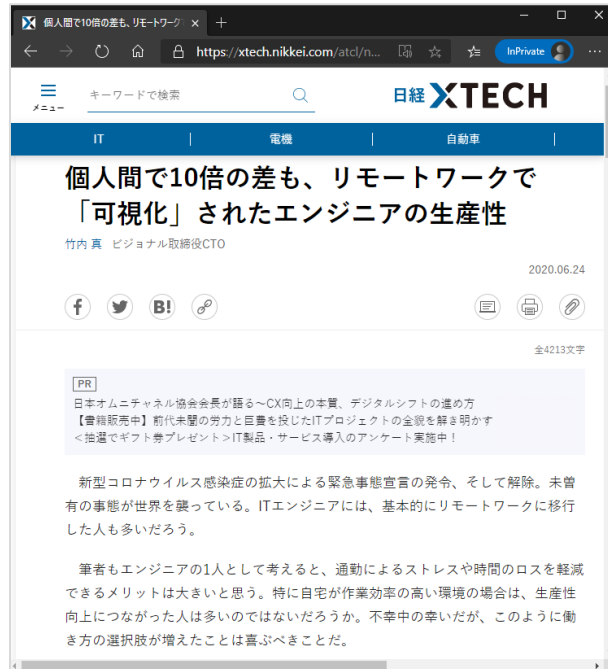 個人間で10倍の差も、リモートワーク
https://xtech.nikkei.com/atcl/n...
InPrivate
メニュー
キーワードで検索
日経XTECH
IT
電機
自動車
個人間で10倍の差も、リモートワークで
「可視化」されたエンジニアの生産性
竹内 真 ビジョナル取締役CTO
2020.06.24
B!
全4213文字
PR
日本オムニチャネル協会会長が語る～CX向上の本質、デジタルシフトの進め方
【書籍販売中】前代未聞の労力と巨費を投じたITプロジェクトの全貌を解き明かす
＜抽選でギフト券プレゼント＞IT製品・サービス導入のアンケート実施中！
新型コロナウイルス感染症の拡大による緊急事態宣言の発令、そして解除。未曽
有の事態が世界を襲っている。ITエンジニアには、基本的にリモートワークに移行
した人も多いだろう。
筆者もエンジニアの1人として考えると、通勤によるストレスや時間のロスを軽減
できるメリットは大きいと思う。特に自宅が作業効率の高い環境の場合は、生産性
向上につながった人は多いのではないだろうか。不幸中の幸いだが、このように働
き方の選択肢が増えたことは喜ぶべきことだ。